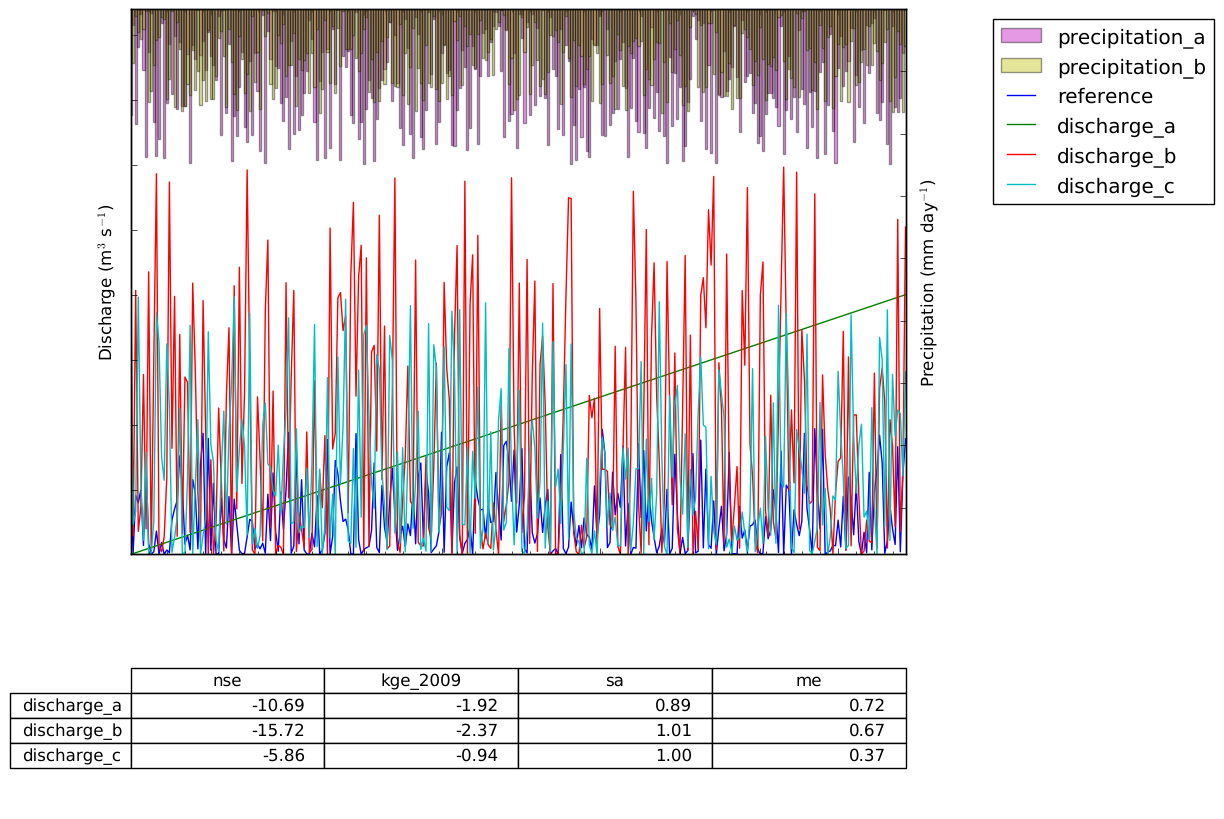 precipitation_a
precipitation_b
reference
discharge_a
discharge_b
discharge_c
Discharge (m³ s⁻¹)
Precipitation (mm day⁻¹)
nse kge_2009 sa me
discharge_a -10.69 -1.92 0.89 0.72
discharge_b -15.72 -2.37 1.01 0.67
discharge_c -5.86 -0.94 1.00 0.37